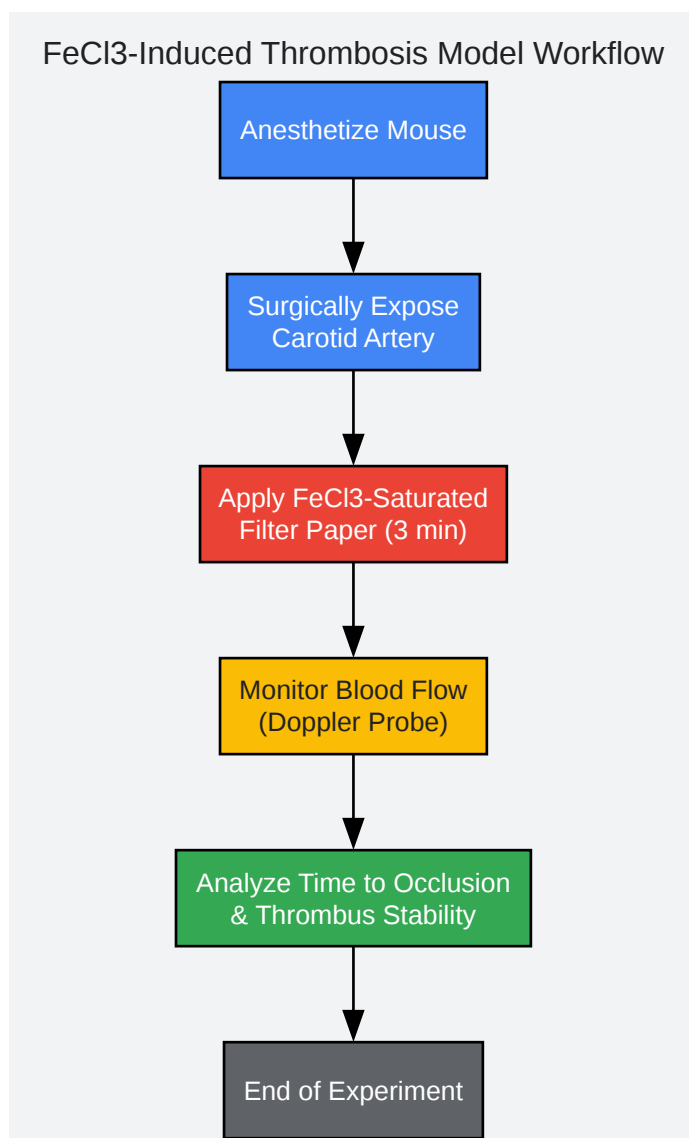 FeCl3-Induced Thrombosis Model Workflow
Anesthetize Mouse
Surgically Expose
Carotid Artery
Apply FeCl3-Saturated
Filter Paper (3 min)
Monitor Blood Flow
(Doppler Probe)
Analyze Time to Occlusion
& Thrombus Stability
End of Experiment